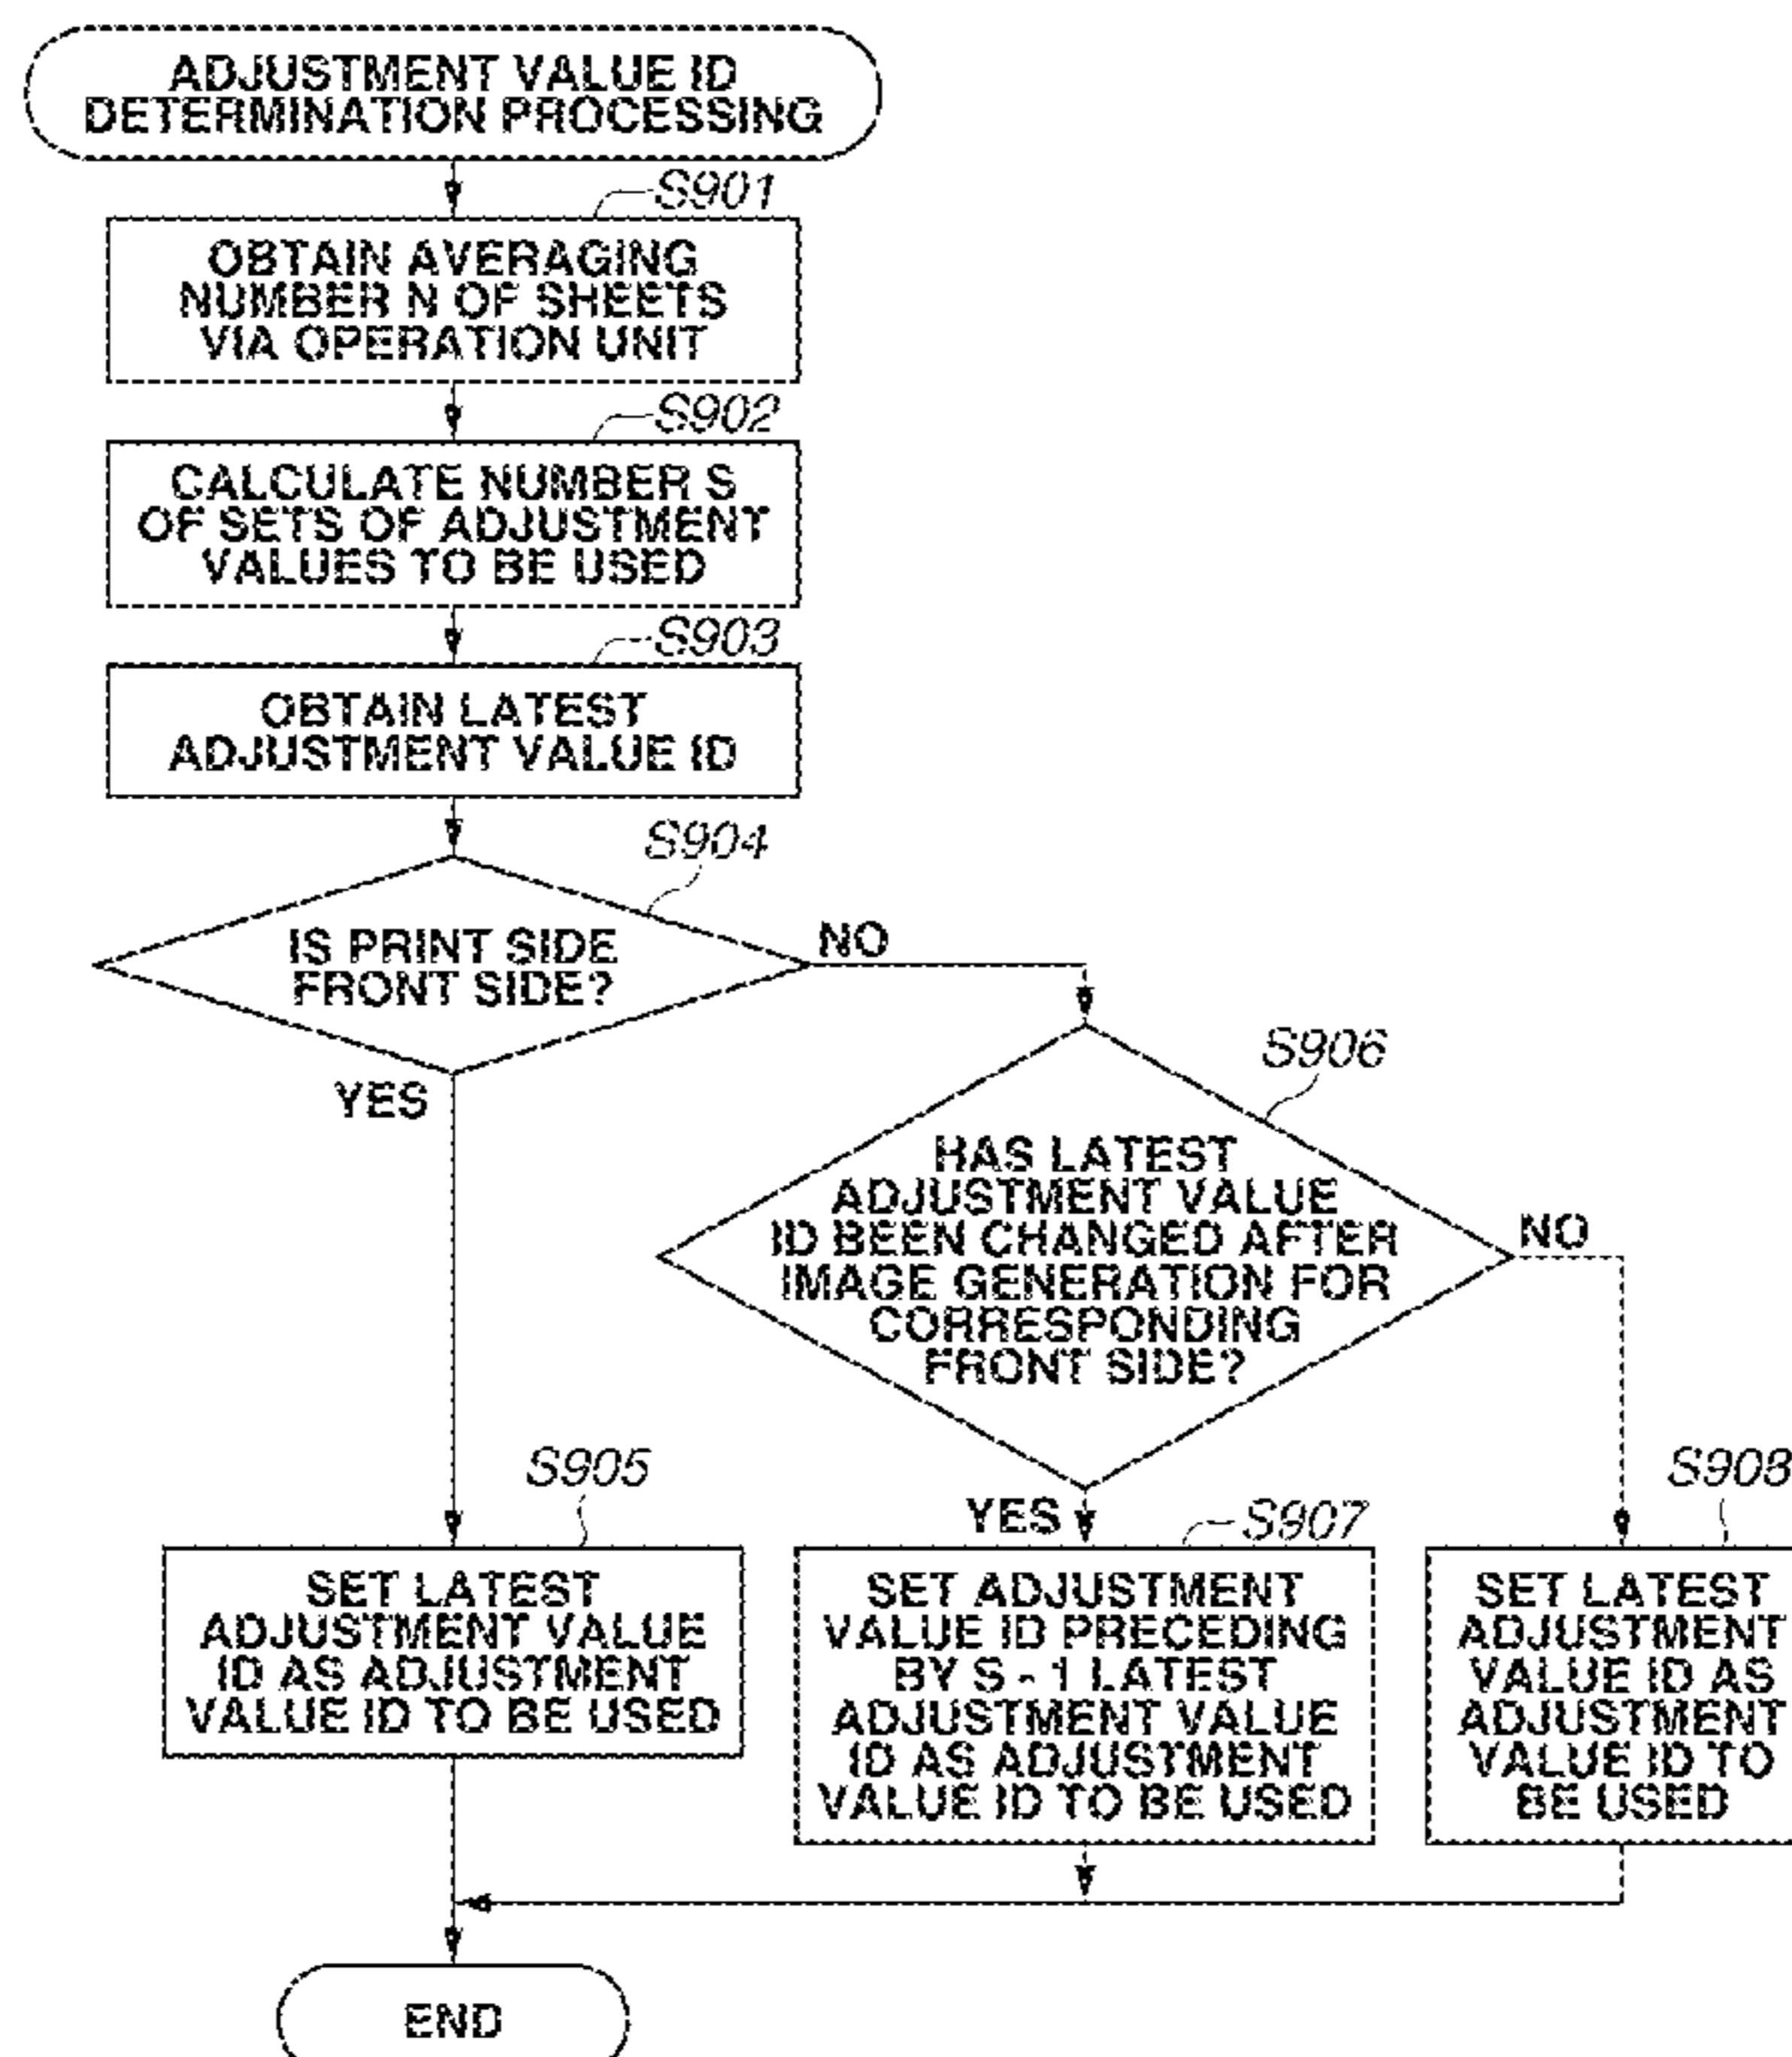 ADJUSTMENT VALUE ID
DETERMINATION PROCESSING
S901
OBTAIN AVERAGING
NUMBER N OF SHEETS
VIA OPERATION UNIT
S902
CALCULATE NUMBER S
OF SETS OF ADJUSTMENT
VALUES TO BE USED
S903
OBTAIN LATEST
ADJUSTMENT VALUE ID
S904
IS PRINT SIDE
FRONT SIDE?
NO
YES
S906
HAS LATEST
ADJUSTMENT VALUE
ID BEEN CHANGED AFTER
IMAGE GENERATION FOR
CORRESPONDING
FRONT SIDE?
NO
YES
S905
SET LATEST
ADJUSTMENT VALUE
ID AS ADJUSTMENT
VALUE ID TO BE USED
S907
SET ADJUSTMENT
VALUE ID PRECEDING
BY S - 1 LATEST
ADJUSTMENT VALUE
ID AS ADJUSTMENT
VALUE ID TO BE USED
S908
SET LATEST
ADJUSTMENT
VALUE ID AS
ADJUSTMENT
VALUE ID TO
BE USED
END